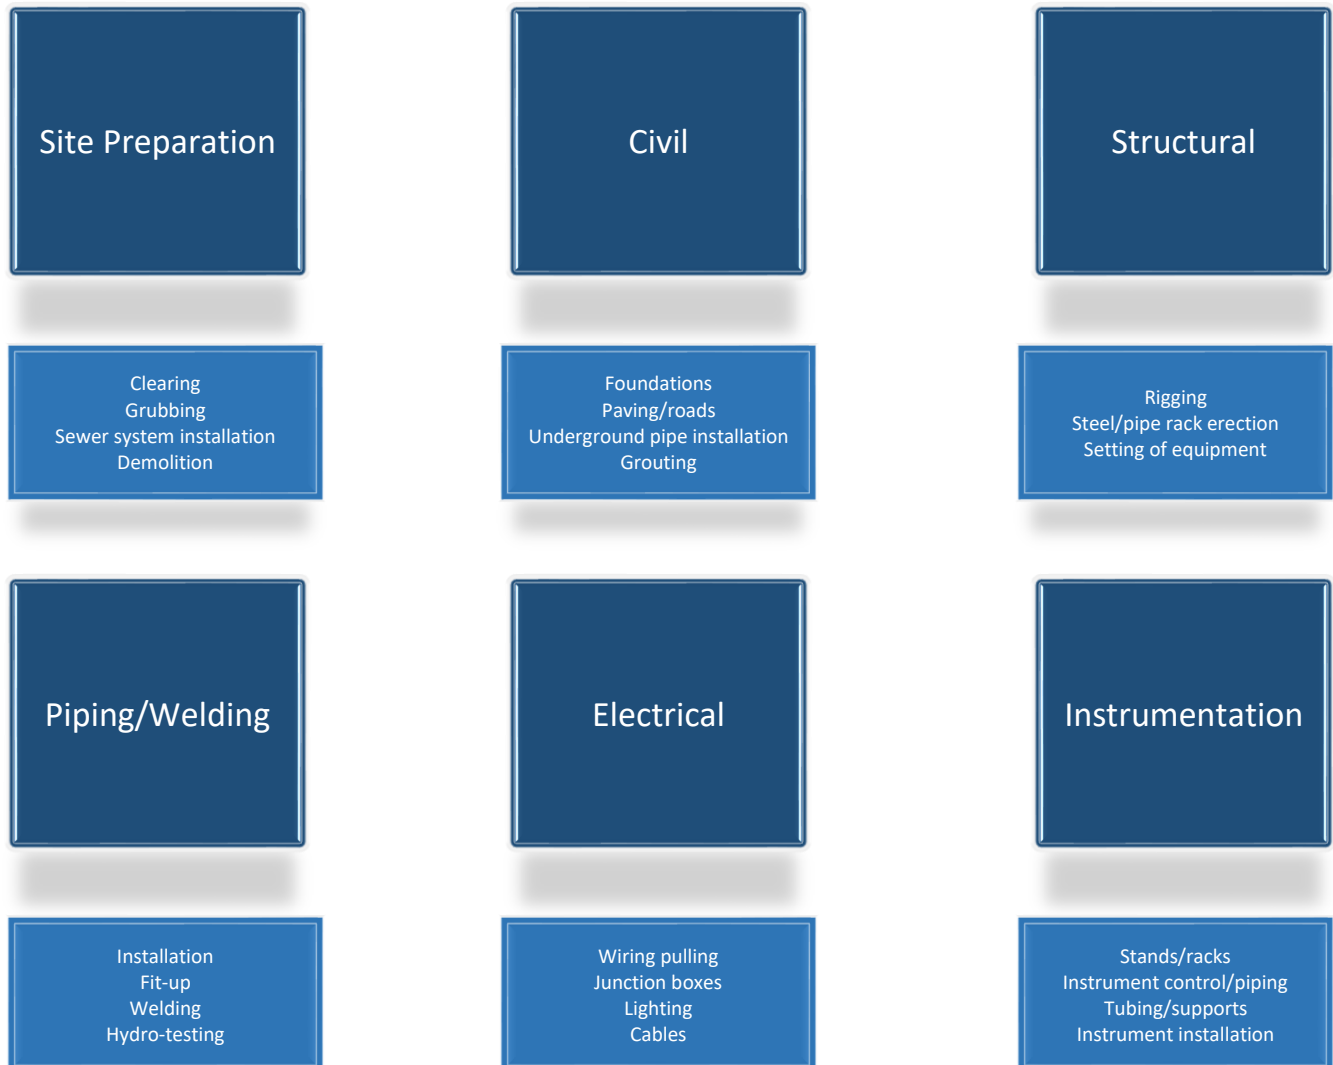 Site Preparation
Civil
Structural
Clearing
Grubbing
Sewer system installation
Demolition
Foundations
Paving/roads
Underground pipe installation
Grouting
Rigging
Steel/pipe rack erection
Setting of equipment
Piping/Welding
Electrical
Instrumentation
Installation
Fit-up
Welding
Hydro-testing
Wiring pulling
Junction boxes
Lighting
Cables
Stands/racks
Instrument control/piping
Tubing/supports
Instrument installation